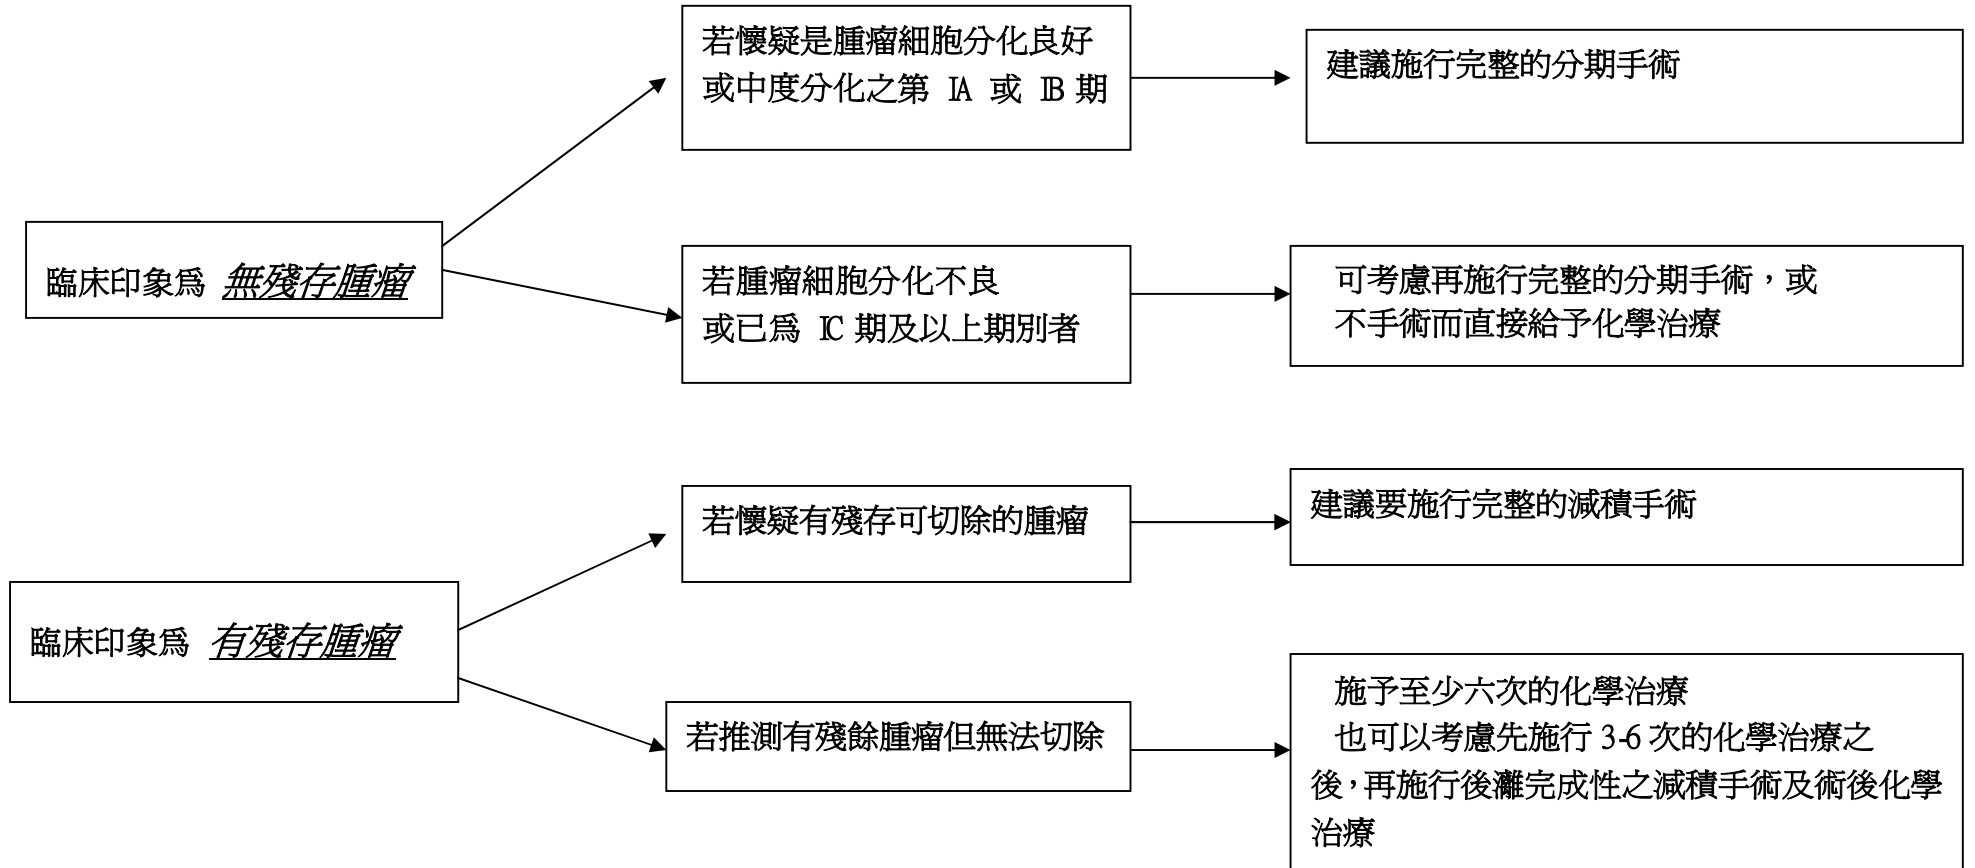 若懷疑是腫瘤細胞分化良好
或中度分化之第 IA 或 IB 期
建議施行完整的分期手術
臨床印象爲 無殘存腫瘤
若腫瘤細胞分化不良
或已爲 IC 期及以上期別者
可考慮再施行完整的分期手術，或
不手術而直接給予化學治療
若懷疑有殘存可切除的腫瘤
建議要施行完整的減積手術
臨床印象爲 有殘存腫瘤
若推測有殘餘腫瘤但無法切除
施予至少六次的化學治療
也可以考慮先施行 3-6 次的化學治療之
後，再施行後灕完成性之減積手術及術後化學
治療